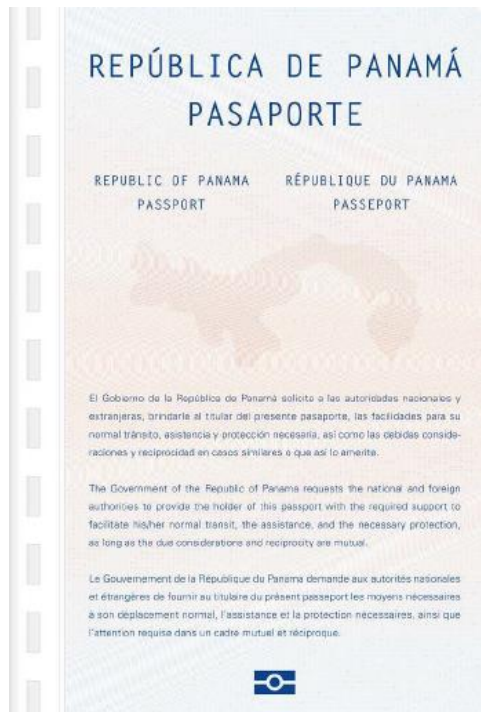 REPÚBLICA DE PANAMÁ
PASAPORTE
REPUBLIC OF PANAMA
PASSPORT
RÉPUBLIQUE DU PANAMA
PASSEPORT
El Gobierno de la República de Panamá solicita a las autoridades nacionales y
extranjeras, brindarle al titular del presente pasaporte, las facilidades para su
normal tránsito, asistencia y protección necesaria, así como las debidas conside-
raciones y reciprocidad en casos similares o que así lo amerite.
The Government of the Republic of Panama requests the national and foreign
authorities to provide the holder of this passport with the required support to
facilitate his/her normal transit, the assistance, and the necessary protection,
as long as the due considerations and reciprocity are mutual.
Le Gouvernement de la République du Panama demande aux autorités nationales
et étrangères de fournir au titulaire du présent passeport les moyens nécessaires
à son déplacement normal, l'assistance et la protection nécessaires, ainsi que
l'attention requise dans un cadre mutuel et réciproque.